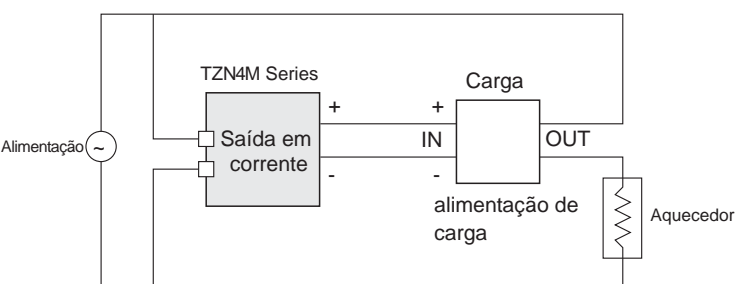 TZN4M Series
Carga
+
+
Alimentação
~
Saída em
corrente
IN
OUT
-
-
alimentação de
carga
Aquecedor